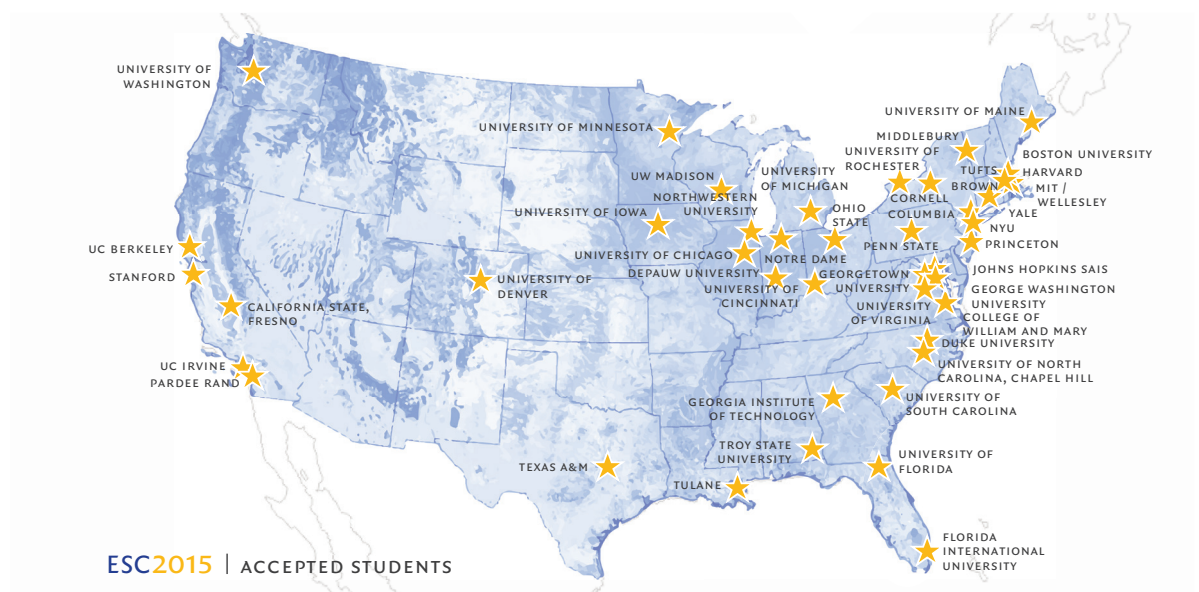 UNIVERSITY OF
WASHINGTON
UNIVERSITY OF MINNESOTA
UW MADISON
NORTHWESTERN
UNIVERSITY
UNIVERSITY
OF MICHIGAN
UNIVERSITY OF IOWA
OHIO
STATE
UNIVERSITY OF CHICAGO
NOTRE DAME
DEPAUW UNIVERSITY
UNIVERSITY OF
CINCINNATI
UNIVERSITY OF MAINE
MIDDLEBURY
UNIVERSITY OF
ROCHESTER
BOSTON UNIVERSITY
TUFTS
HARVARD
BROWN
MIT /
WELLESLEY
CORNELL
COLUMBIA
YALE
NYU
PENN STATE
PRINCETON
GEORGETOWN
UNIVERSITY
JOHNS HOPKINS SAIS
GEORGE WASHINGTON
UNIVERSITY
UNIVERSITY
OF VIRGINIA
COLLEGE OF
WILLIAM AND MARY
DUKE UNIVERSITY
UNIVERSITY OF NORTH
CAROLINA, CHAPEL HILL
UC BERKELEY
STANFORD
CALIFORNIA STATE,
FRESNO
UNIVERSITY OF
DENVER
UC IRVINE
PARDEE RAND
GEORGIA INSTITUTE
OF TECHNOLOGY
UNIVERSITY OF
SOUTH CAROLINA
TROY STATE
UNIVERSITY
TEXAS A&M
TULANE
UNIVERSITY OF
FLORIDA
FLORIDA
INTERNATIONAL
UNIVERSITY
ESC2015 | ACCEPTED STUDENTS